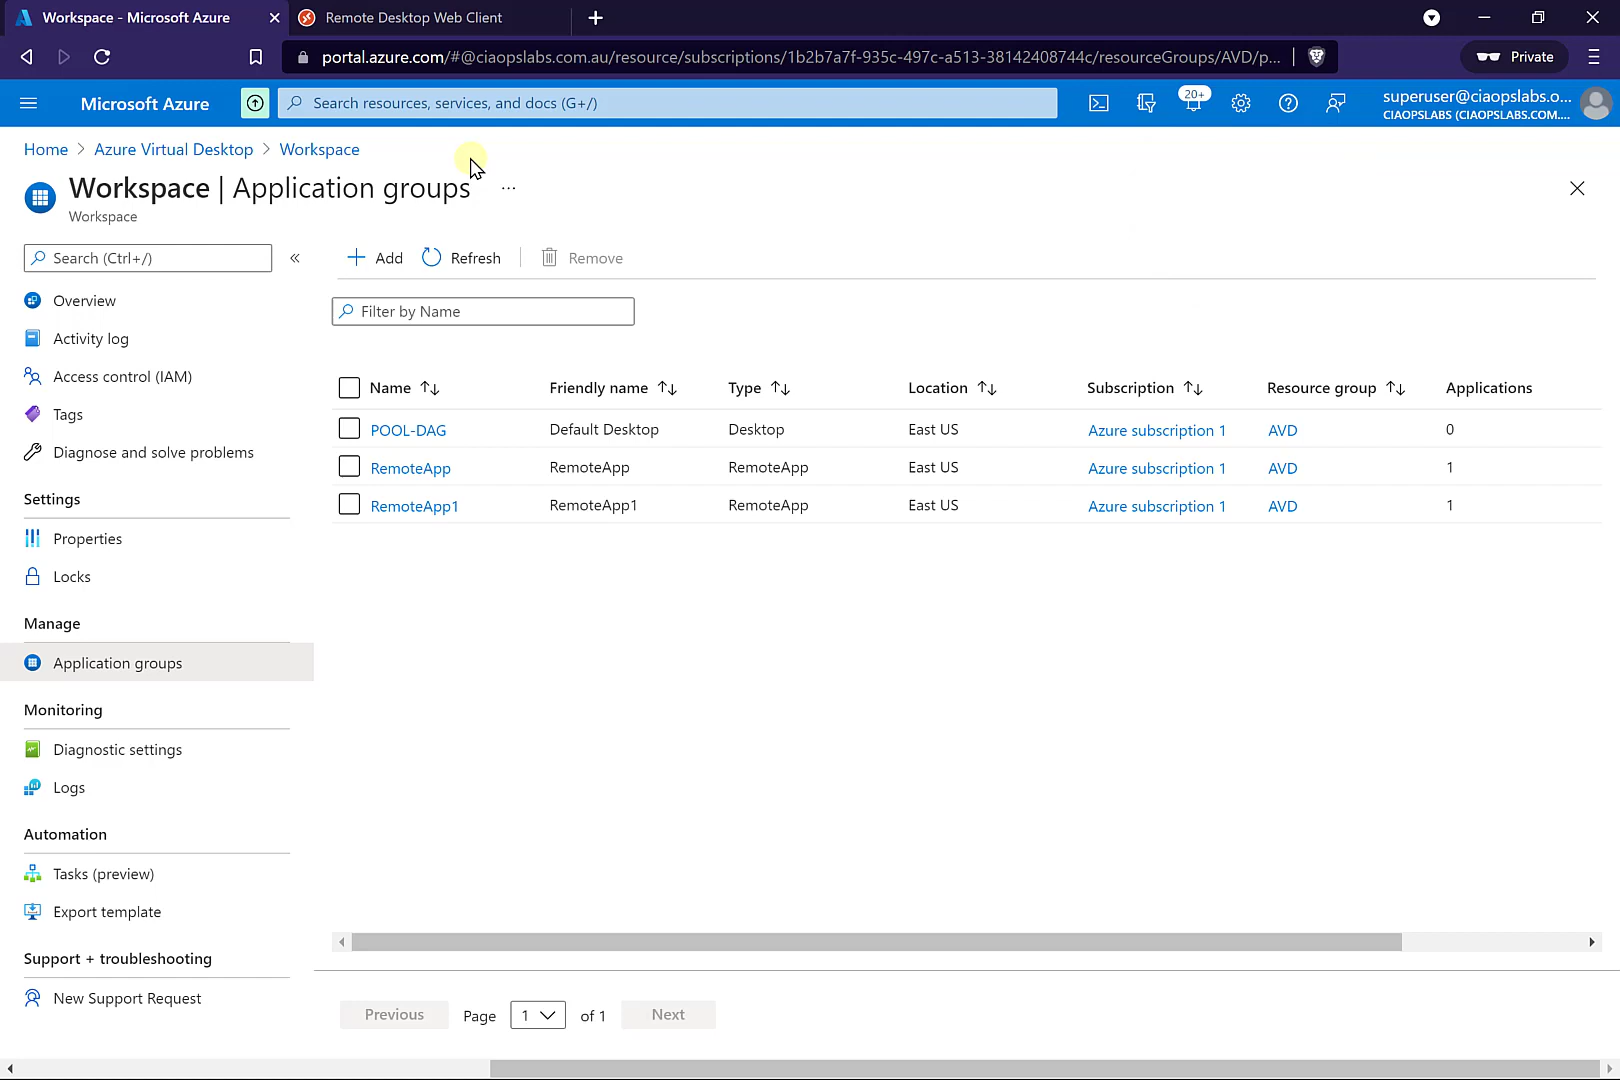 Workspace - Microsoft Azure
Remote Desktop Web Client
portal.azure.com/#@ciaopslabs.com.au/resource/subscriptions/1b2b7a7f-935c-497c-a513-38142408744c/resourceGroups/AVD/p...
Private
Microsoft Azure
Search resources, services, and docs (G+/)
20+
superuser@ciaopslabs.o...
CIAOPSLABS (CIAOPSLABS.COM....
Home > Azure Virtual Desktop > Workspace
Workspace | Application groups ...
Workspace
Search (Ctrl+/)
«
Add
Refresh
Remove
Filter by Name
Overview
Activity log
Access control (IAM)
Tags
Diagnose and solve problems
Settings
Properties
Locks
Manage
Application groups
Monitoring
Diagnostic settings
Logs
Automation
Tasks (preview)
Export template
Support + troubleshooting
New Support Request
Name Friendly name Type Location Subscription Resource group Applications
POOL-DAG Default Desktop Desktop East US Azure subscription 1 AVD 0
RemoteApp RemoteApp RemoteApp East US Azure subscription 1 AVD 1
RemoteApp1 RemoteApp1 RemoteApp East US Azure subscription 1 AVD 1
Previous Page 1 of 1 Next